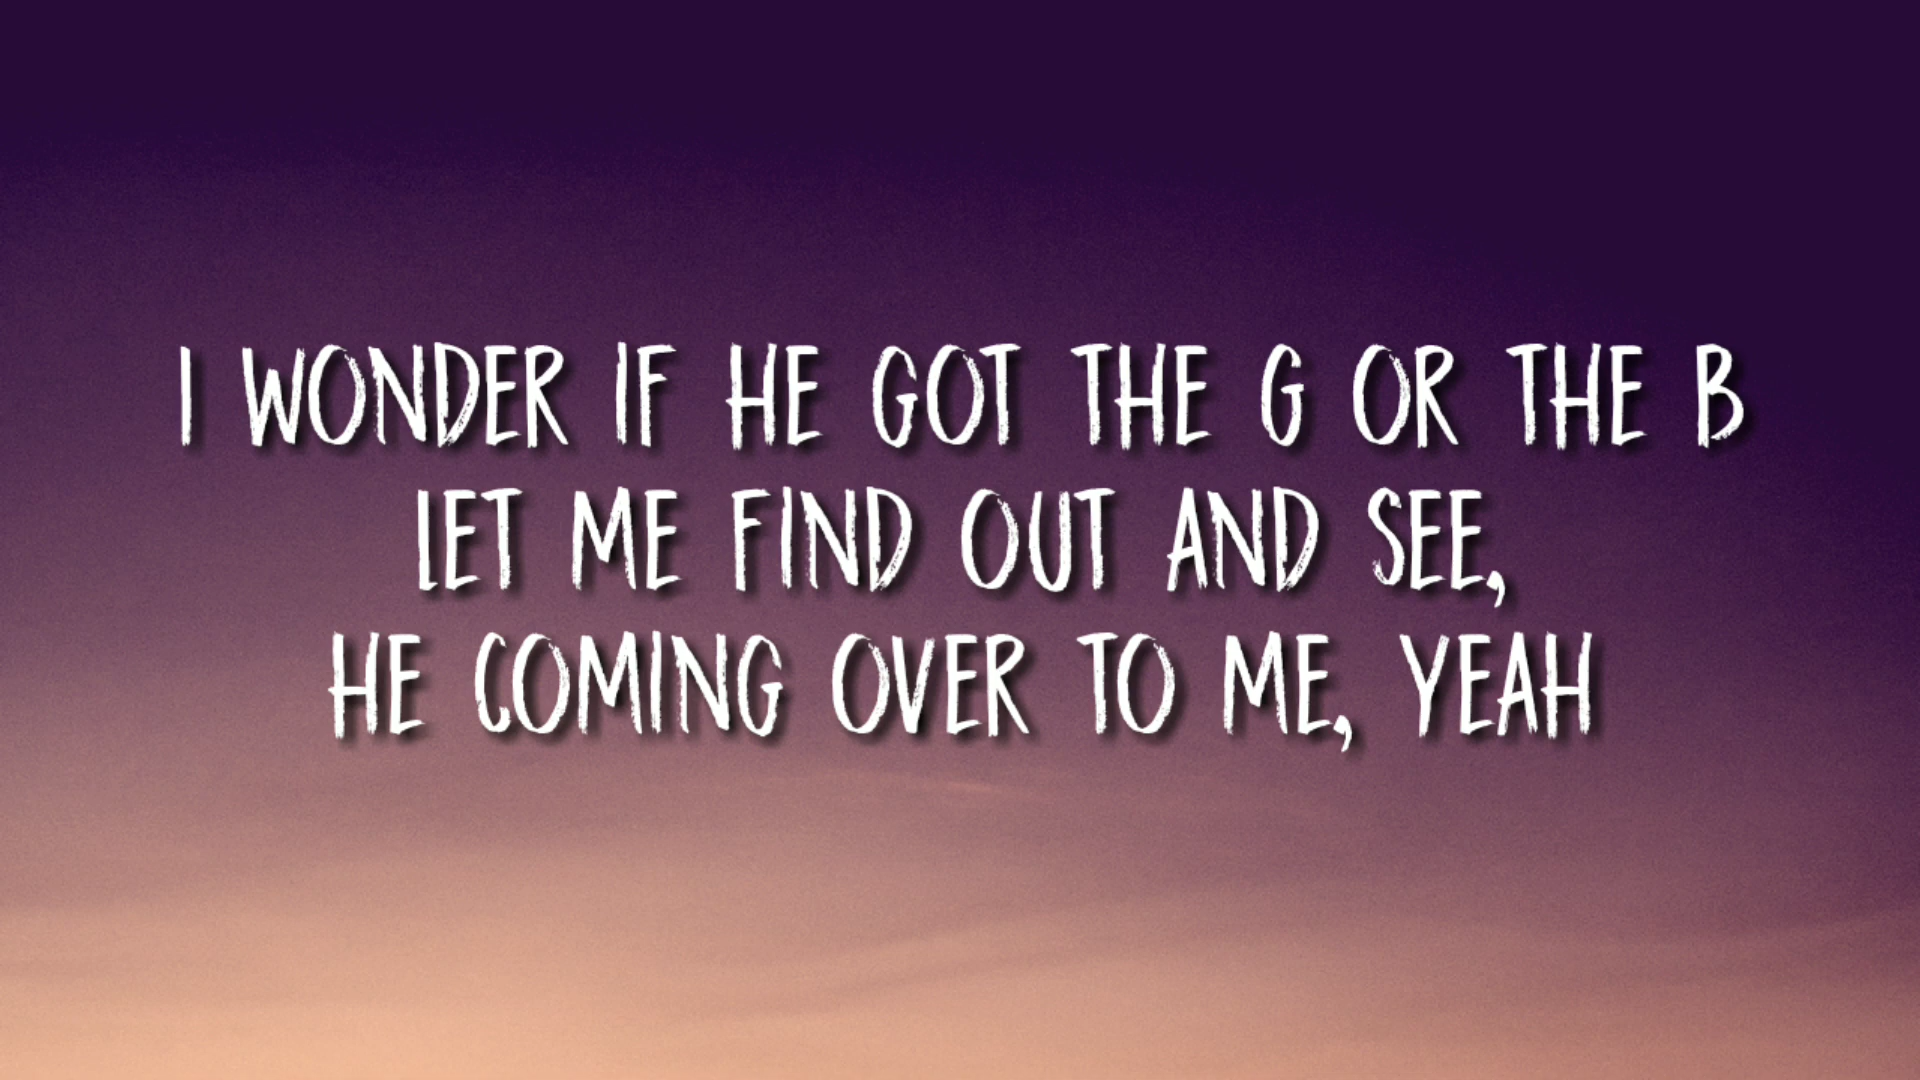 I WONDER IF HE GOT THE G OR THE B
LET ME FIND OUT AND SEE,
HE COMING OVER TO ME, YEAH